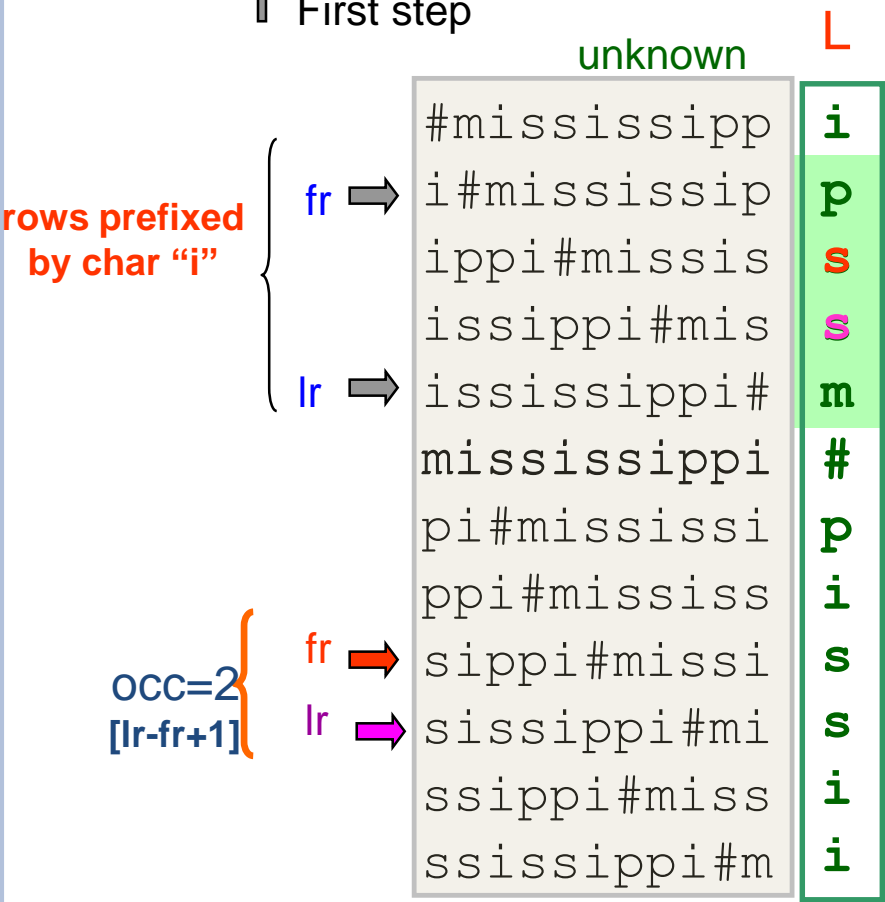 First step
unknown
L
#mississipp i
fr i#mississip p
rows prefixed
by char “i”
ippi#missis s
issippi#mis s
lr ississippi# m
mississippi #
pi#mississi p
ppi#mississ i
fr sippi#missi s
occ=2
[lr-fr+1]
lr sissippi#mi s
ssippi#miss i
ssissippi#m i